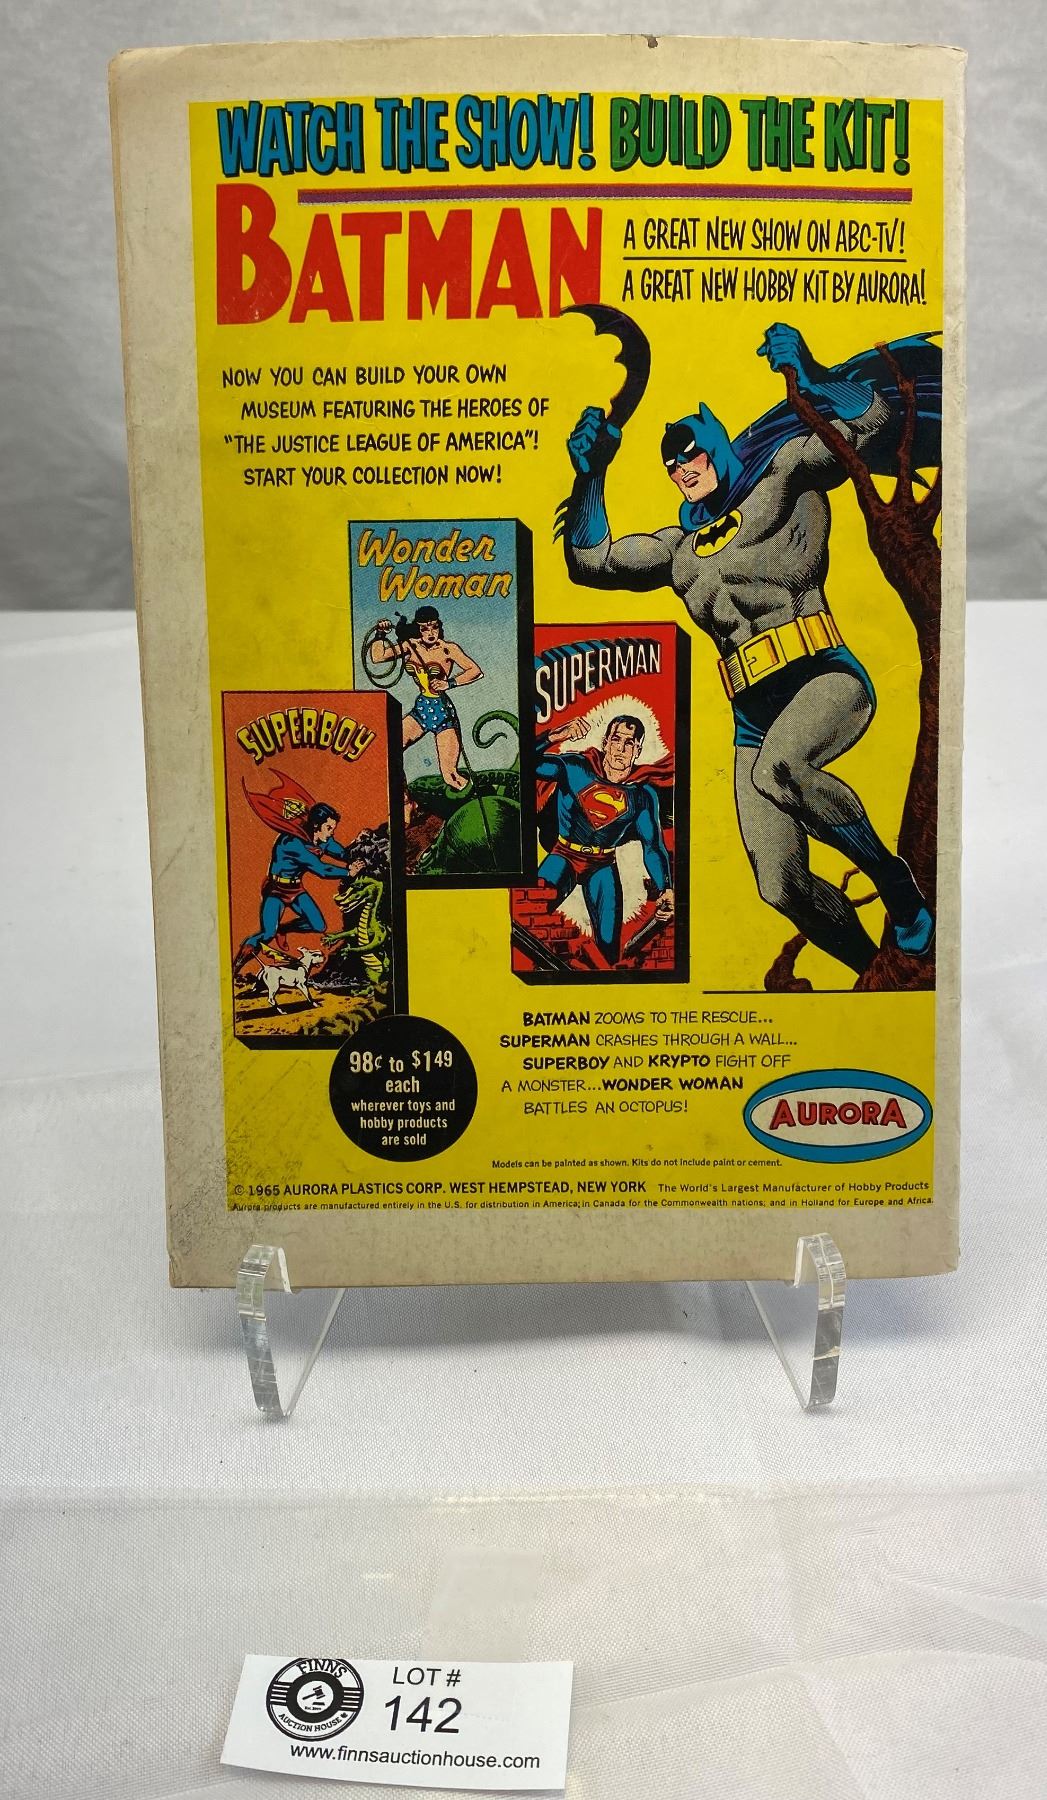 WATCH THE SHOW! BUILD THE KIT!
BATMAN
A GREAT NEW SHOW ON ABC-TV!
A GREAT NEW HOBBY KIT BY AURORA!
NOW YOU CAN BUILD YOUR OWN
MUSEUM FEATURING THE HEROES OF
"THE JUSTICE LEAGUE OF AMERICA"!
START YOUR COLLECTION NOW!
Wonder
Woman
SUPERMAN
SUPERBOY
98¢ to $1.49
each
wherever toys and
hobby products
are sold
BATMAN ZOOMS TO THE RESCUE...
SUPERMAN CRASHES THROUGH A WALL...
SUPERBOY AND KRYPTO FIGHT OFF
A MONSTER...WONDER WOMAN
BATTLES AN OCTOPUS!
AURORA
Models can be painted as shown. Kits do not include paint or cement.
© 1965 AURORA PLASTICS CORP. WEST HEMPSTEAD, NEW YORK The World's Largest Manufacturer of Hobby Products
Aurora products are manufactured entirely in the U.S. for distribution in America; in Canada for the Commonwealth nations; and in Holland for Europe and Africa.
FINNS
AUCTION HOUSE
LOT #
142
www.finnsauctionhouse.com